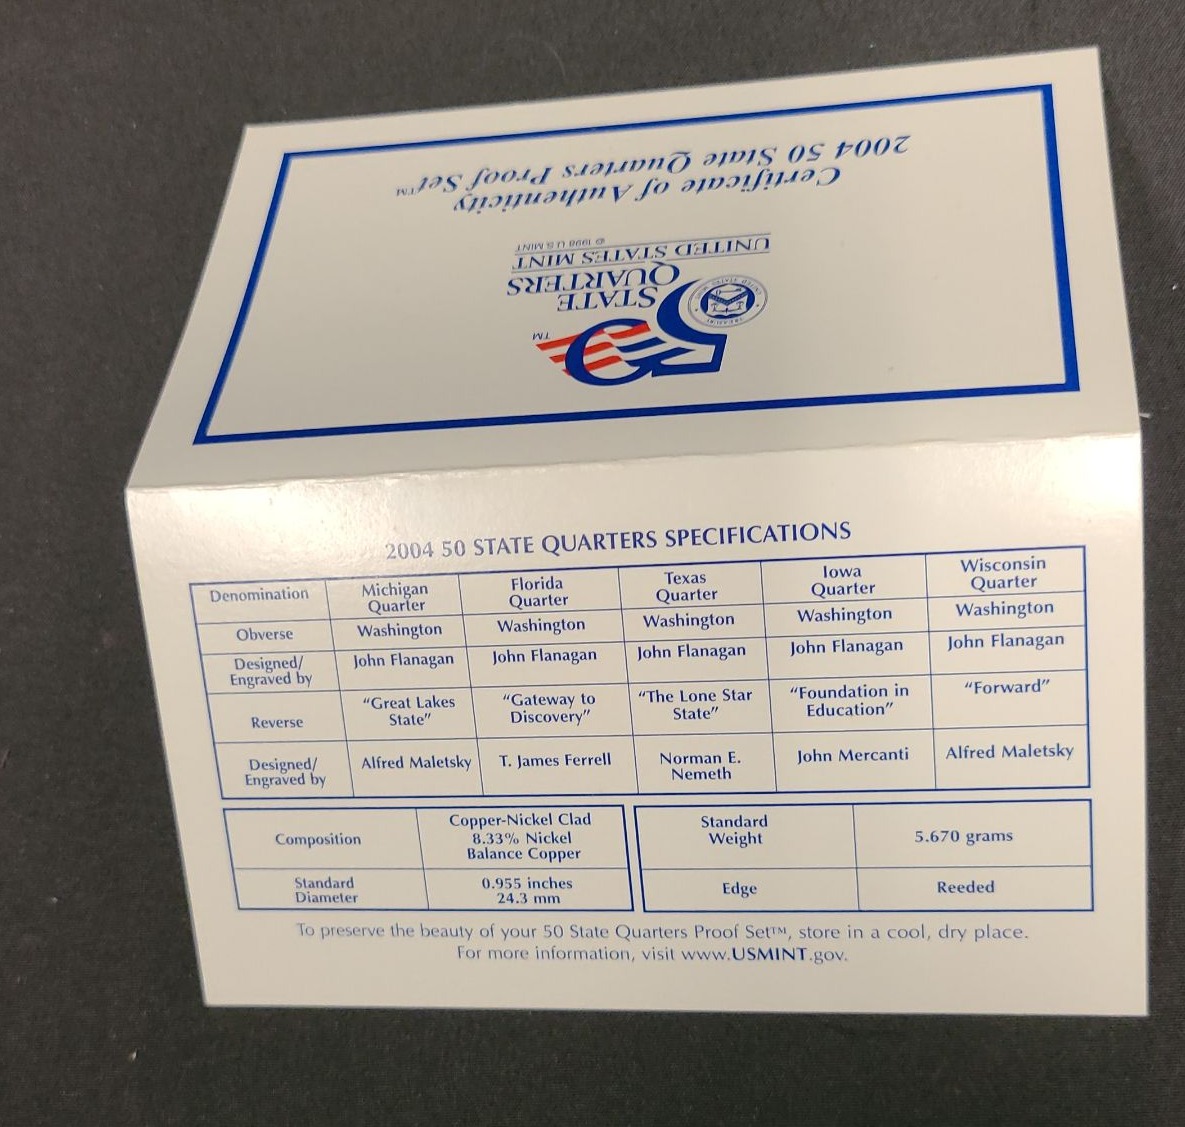 2004 50 State Quarters Proof Set™
Certificate of Authenticity
© 1998 U.S. MINT
UNITED STATES MINT
QUARTERS
STATE
50
TM
2004 50 STATE QUARTERS SPECIFICATIONS
Denomination Michigan Quarter Florida Quarter Texas Quarter Iowa Quarter Wisconsin Quarter
Obverse Washington Washington Washington Washington Washington
Designed/ Engraved by John Flanagan John Flanagan John Flanagan John Flanagan John Flanagan
Reverse “Great Lakes State” “Gateway to Discovery” “The Lone Star State” “Foundation in Education” “Forward”
Designed/ Engraved by Alfred Maletsky T. James Ferrell Norman E. Nemeth John Mercanti Alfred Maletsky
Composition Copper-Nickel Clad 8.33% Nickel Balance Copper Standard Weight 5.670 grams
Standard Diameter 0.955 inches 24.3 mm Edge Reeded
To preserve the beauty of your 50 State Quarters Proof Set™, store in a cool, dry place.
For more information, visit www.USMINT.gov.